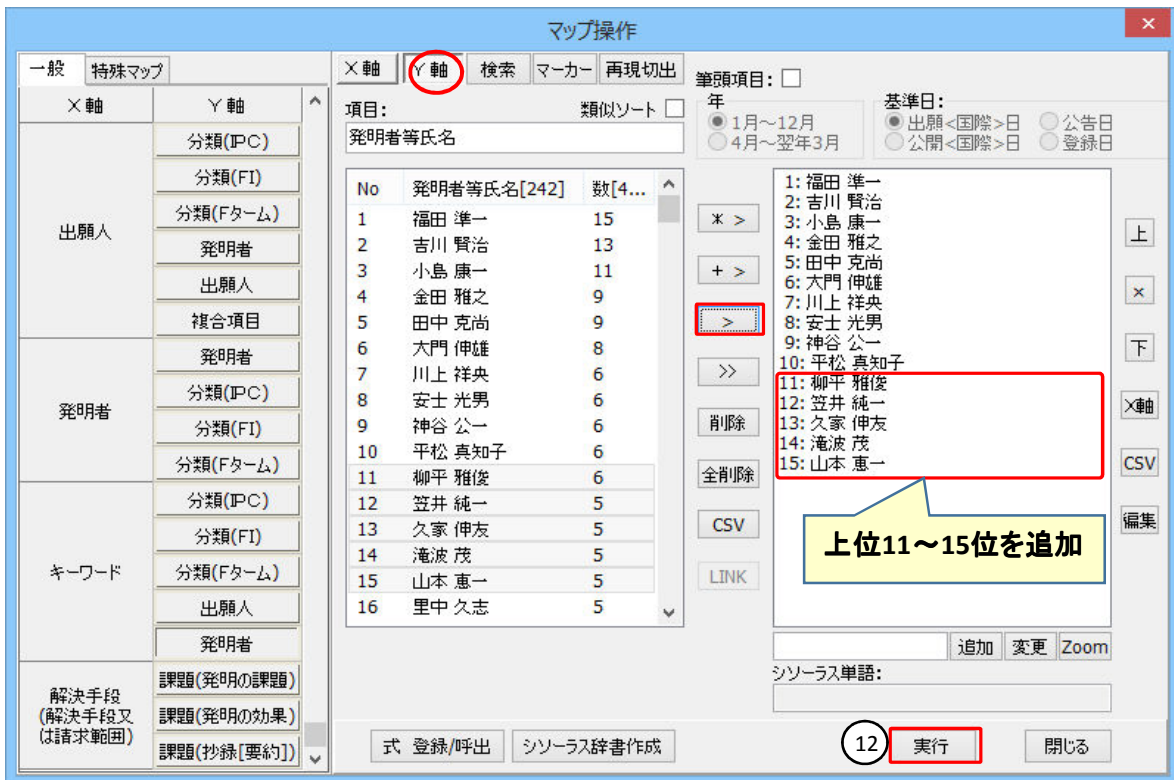 マップ操作
×
一般 特殊マップ
X軸 Y軸
出願人
分類(IPC)
分類(FI)
分類(Fターム)
発明者
出願人
複合項目
発明者
発明者
分類(IPC)
分類(FI)
分類(Fターム)
キーワード
分類(IPC)
分類(FI)
分類(Fターム)
出願人
発明者
解決手段
(解決手段又
は請求範囲)
課題(発明の課題)
課題(発明の効果)
課題(抄録[要約])
X軸 Y軸 検索 マーカー 再現切出
項目: 類似ソート
発明者等氏名
No 発明者等氏名[242] 数[4...
1 福田 準一 15
2 吉川 賢治 13
3 小島 康一 11
4 金田 雅之 9
5 田中 克尚 9
6 大門 伸雄 8
7 川上 祥央 6
8 安士 光男 6
9 神谷 公一 6
10 平松 真知子 6
11 柳平 雅俊 6
12 笠井 純一 5
13 久家 伸友 5
14 滝波 茂 5
15 山本 恵一 5
16 里中 久志 5
筆頭項目:
年
1月～12月
4月～翌年3月
基準日:
出願<国際>日 公告日
公開<国際>日 登録日
* >
+ >
>
>>
削除
全削除
CSV
LINK
1: 福田 準一
2: 吉川 賢治
3: 小島 康一
4: 金田 雅之
5: 田中 克尚
6: 大門 伸雄
7: 川上 祥央
8: 安士 光男
9: 神谷 公一
10: 平松 真知子
11: 柳平 雅俊
12: 笠井 純一
13: 久家 伸友
14: 滝波 茂
15: 山本 恵一
上位11～15位を追加
上
×
下
X軸
CSV
編集
追加 変更 Zoom
シソーラス単語:
式 登録/呼出 シソーラス辞書作成 12 実行 閉じる